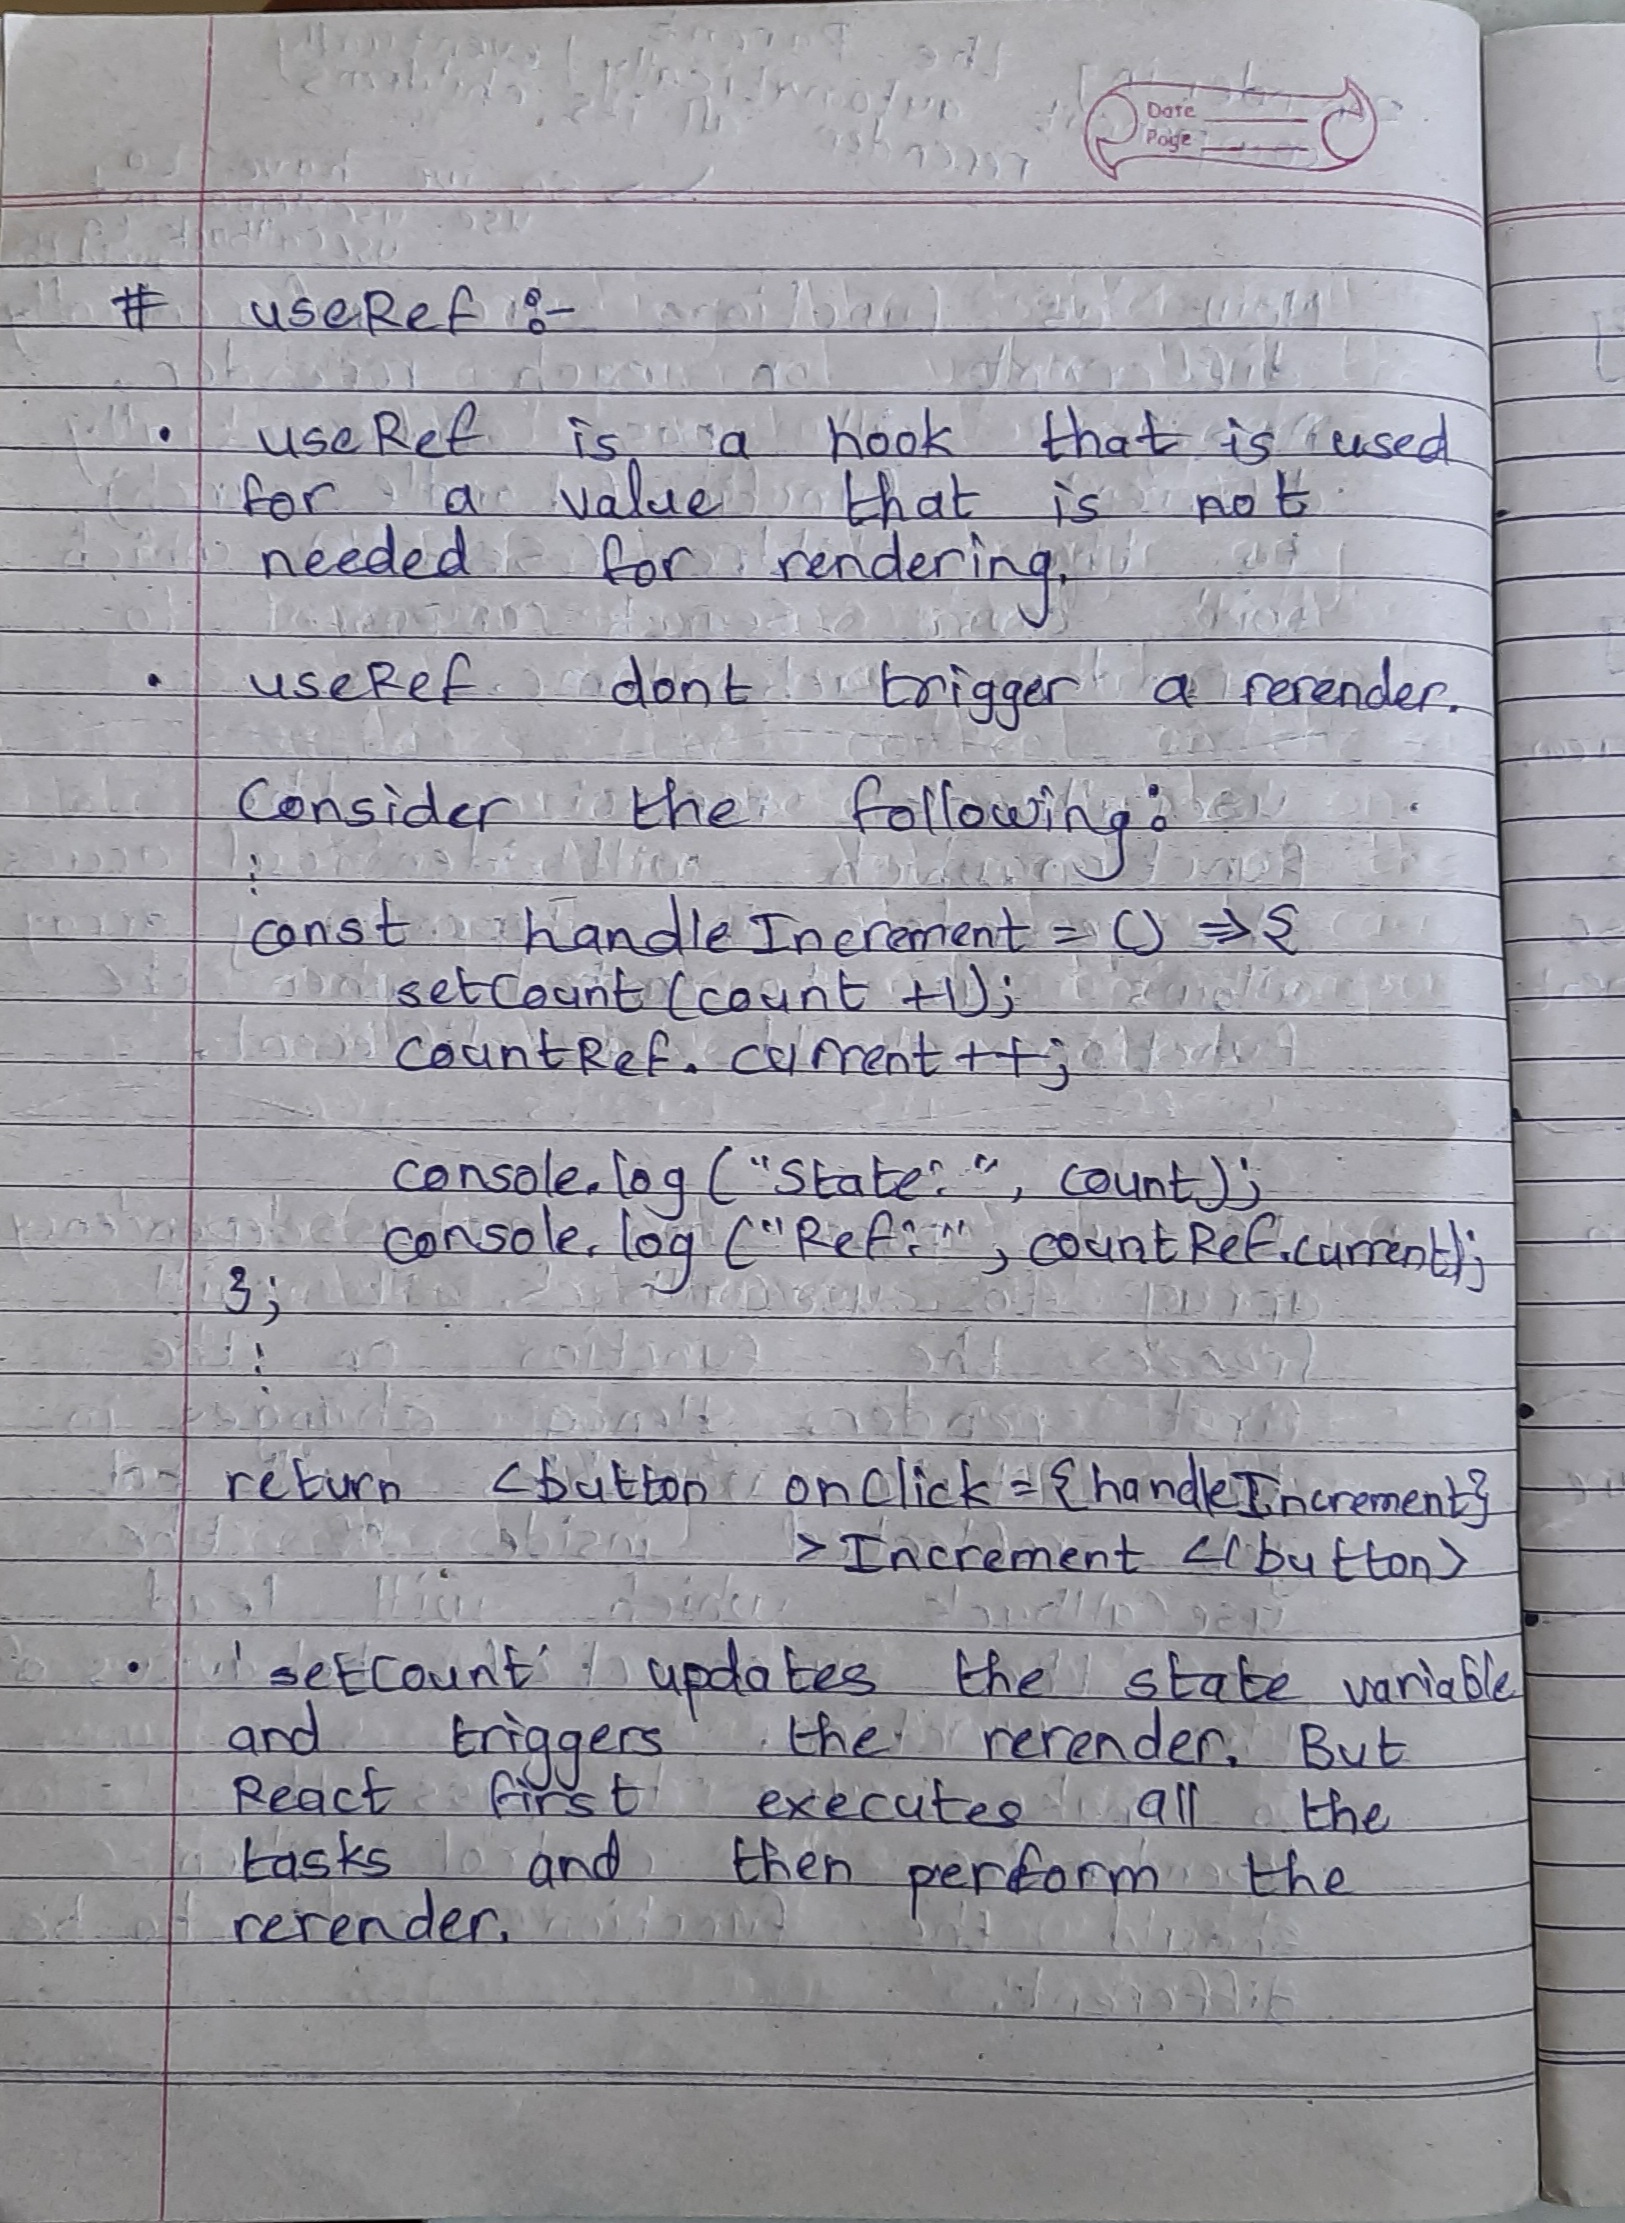 Date
Page
# useRef :-
• useRef is a hook that is used
for a value that is not
needed for rendering.
• useRef dont trigger a rerender.
Consider the following:
:
const handleIncrement = () => {
setCount (count +1);
countRef. current ++;
console.log ("State:", count);
console.log ("Ref:", countRef.current);
};
:
return <button onClick = {handleIncrement}
> Increment </button>
• 'setCount' updates the state variable
and triggers the rerender. But
React first executes all the
tasks and then perform the
rerender.